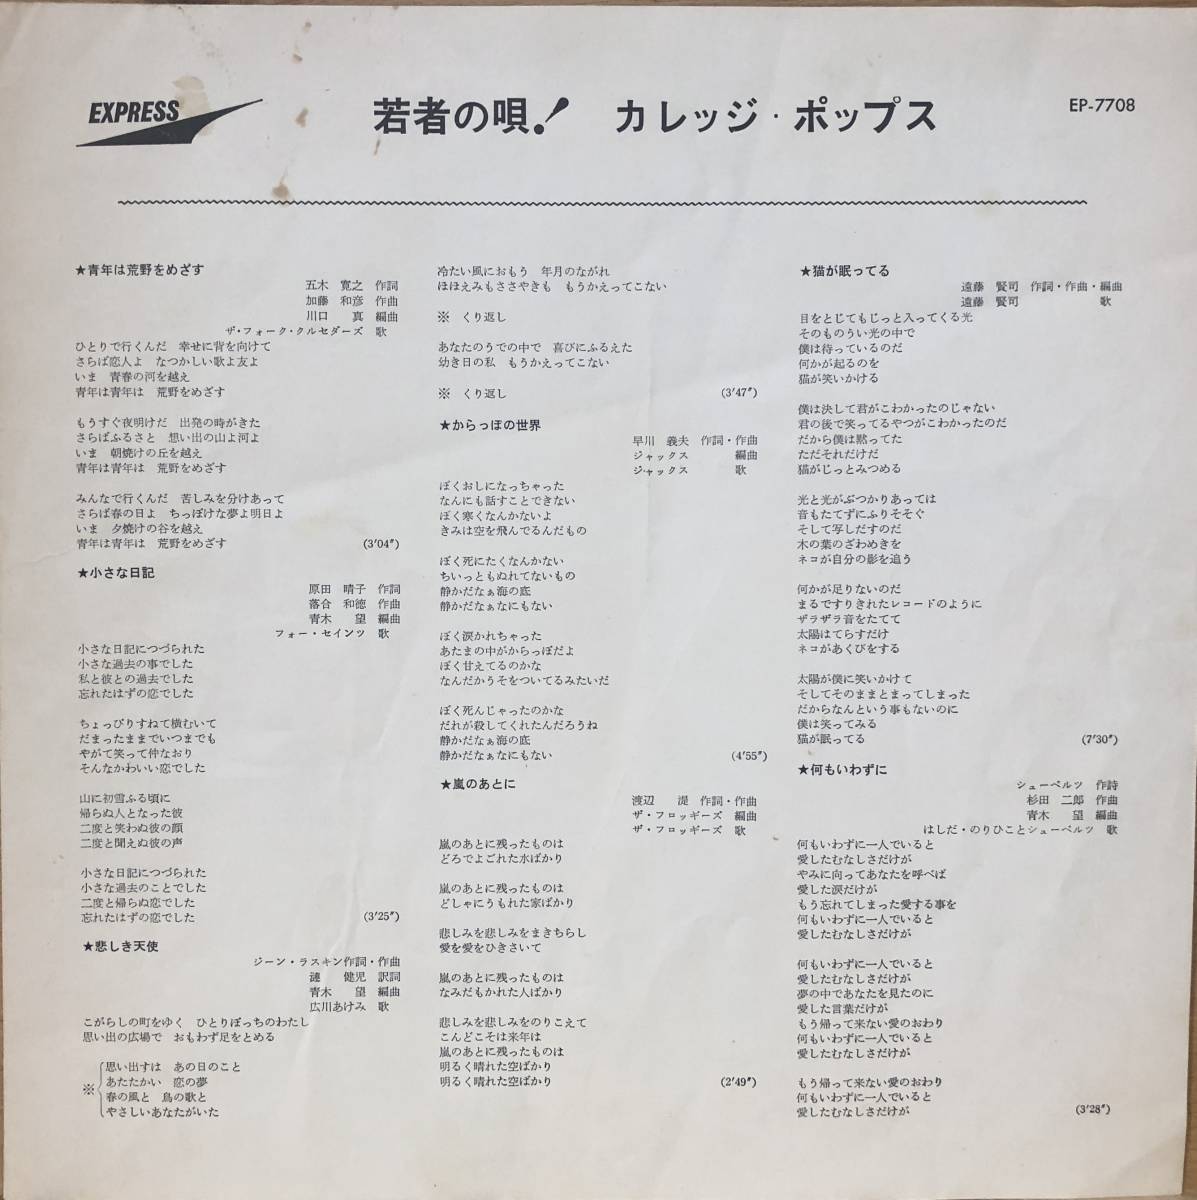 EXPRESS
若者の唄! カレッジ・ポップス
EP-7708
★青年は荒野をめざす
五木 寛之 作詞
加藤 和彦 作曲
川口 真 編曲
ザ・フォーク・クルセダーズ 歌
ひとりで行くんだ 幸せに背を向けて
さらば恋人よ なつかしい歌よ友よ
いま 青春の河を越え
青年は青年は 荒野をめざす
もうすぐ夜明けだ 出発の時がきた
さらばふるさと 想い出の山よ河よ
いま 朝焼けの丘を越え
青年は青年は 荒野をめざす
みんなで行くんだ 苦しみを分けあって
さらば春の日よ ちっぽけな夢よ明日よ
いま 夕焼けの谷を越え
青年は青年は 荒野をめざす (3′04″)
★小さな日記
原田 晴子 作詞
落合 和徳 作曲
青木 望 編曲
フォー・セインツ 歌
小さな日記につづられた
小さな過去の事でした
私と彼との過去でした
忘れたはずの恋でした
ちょっぴりすねて横むいて
だまったままでいつまでも
やがて笑って仲なおり
そんなかわいい恋でした
山に初雪ふる頃に
帰らぬ人となった彼
二度と笑わぬ彼の顔
二度と聞えぬ彼の声
小さな日記につづられた
小さな過去のことでした
二度と帰らぬ恋でした
忘れたはずの恋でした (3′25″)
★悲しき天使
ジーン・ラスキン作詞・作曲
漣 健児 訳詞
青木 望 編曲
広川あけみ 歌
こがらしの町をゆく ひとりぼっちのわたし
思い出の広場で おもわず足をとめる
※
思い出すは あの日のこと
あたたかい 恋の夢
春の風と 鳥の歌と
やさしいあなたがいた
冷たい風におもう 年月のながれ
ほほえみもささやきも もうかえってこない
※ くり返し
あなたのうでの中で 喜びにふるえた
幼き日の私 もうかえってこない
※ くり返し (3′47″)
★からっぽの世界
早川 義夫 作詞・作曲
ジャックス 編曲
ジャックス 歌
ぼくおしになっちゃった
なんにも話すことできない
ぼく寒くなんかないよ
きみは空を飛んでるんだもの
ぼく死にたくなんかない
ちいっともぬれてないもの
静かだなぁ海の底
静かだなぁなにもない
ぼく涙かれちゃった
あたまの中がからっぽだよ
ぼく甘えてるのかな
なんだかうそをついてるみたいだ
ぼく死んじゃったのかな
だれが殺してくれたんだろうね
静かだなぁ海の底
静かだなぁなにもない (4′55″)
★嵐のあとに
渡辺 湜 作詞・作曲
ザ・フロッギーズ 編曲
ザ・フロッギーズ 歌
嵐のあとに残ったものは
どろでよごれた水ばかり
嵐のあとに残ったものは
どしゃにうもれた家ばかり
悲しみを悲しみをまきちらし
愛を愛をひきさいて
嵐のあとに残ったものは
なみだもかれた人ばかり
悲しみを悲しみをのりこえて
こんどこそは来年は
嵐のあとに残ったものは
明るく晴れた空ばかり
明るく晴れた空ばかり (2′49″)
★猫が眠ってる
遠藤 賢司 作詞・作曲・編曲
遠藤 賢司 歌
目をとじてもじっと入ってくる光
そのものうい光の中で
僕は待っているのだ
何かが起るのを
猫が笑いかける
僕は決して君がこわかったのじゃない
君の後で笑ってるやつがこわかったのだ
だから僕は黙ってた
ただそれだけだ
猫がじっとみつめる
光と光がぶつかりあっては
音もたてずにふりそそぐ
そして写しだすのだ
木の葉のざわめきを
ネコが自分の影を追う
何かが足りないのだ
まるですりきれたレコードのように
ザラザラ音をたてて
太陽はてらすだけ
ネコがあくびをする
太陽が僕に笑いかけて
そしてそのままとまってしまった
だからなんという事もないのに
僕は笑ってみる
猫が眠ってる (7′30″)
★何もいわずに
シューベルツ 作詩
杉田 二郎 作曲
青木 望 編曲
はしだ・のりひことシューベルツ 歌
何もいわずに一人でいると
愛したむなしさだけが
やみに向ってあなたを呼べば
愛した涙だけが
もう忘れてしまった愛する事を
何もいわずに一人でいると
愛したむなしさだけが
何もいわずに一人でいると
愛したむなしさだけが
夢の中であなたを見たのに
愛した言葉だけが
もう帰って来ない愛のおわり
何もいわずに一人でいると
愛したむなしさだけが
もう帰って来ない愛のおわり
何もいわずに一人でいると
愛したむなしさだけが (3′28″)